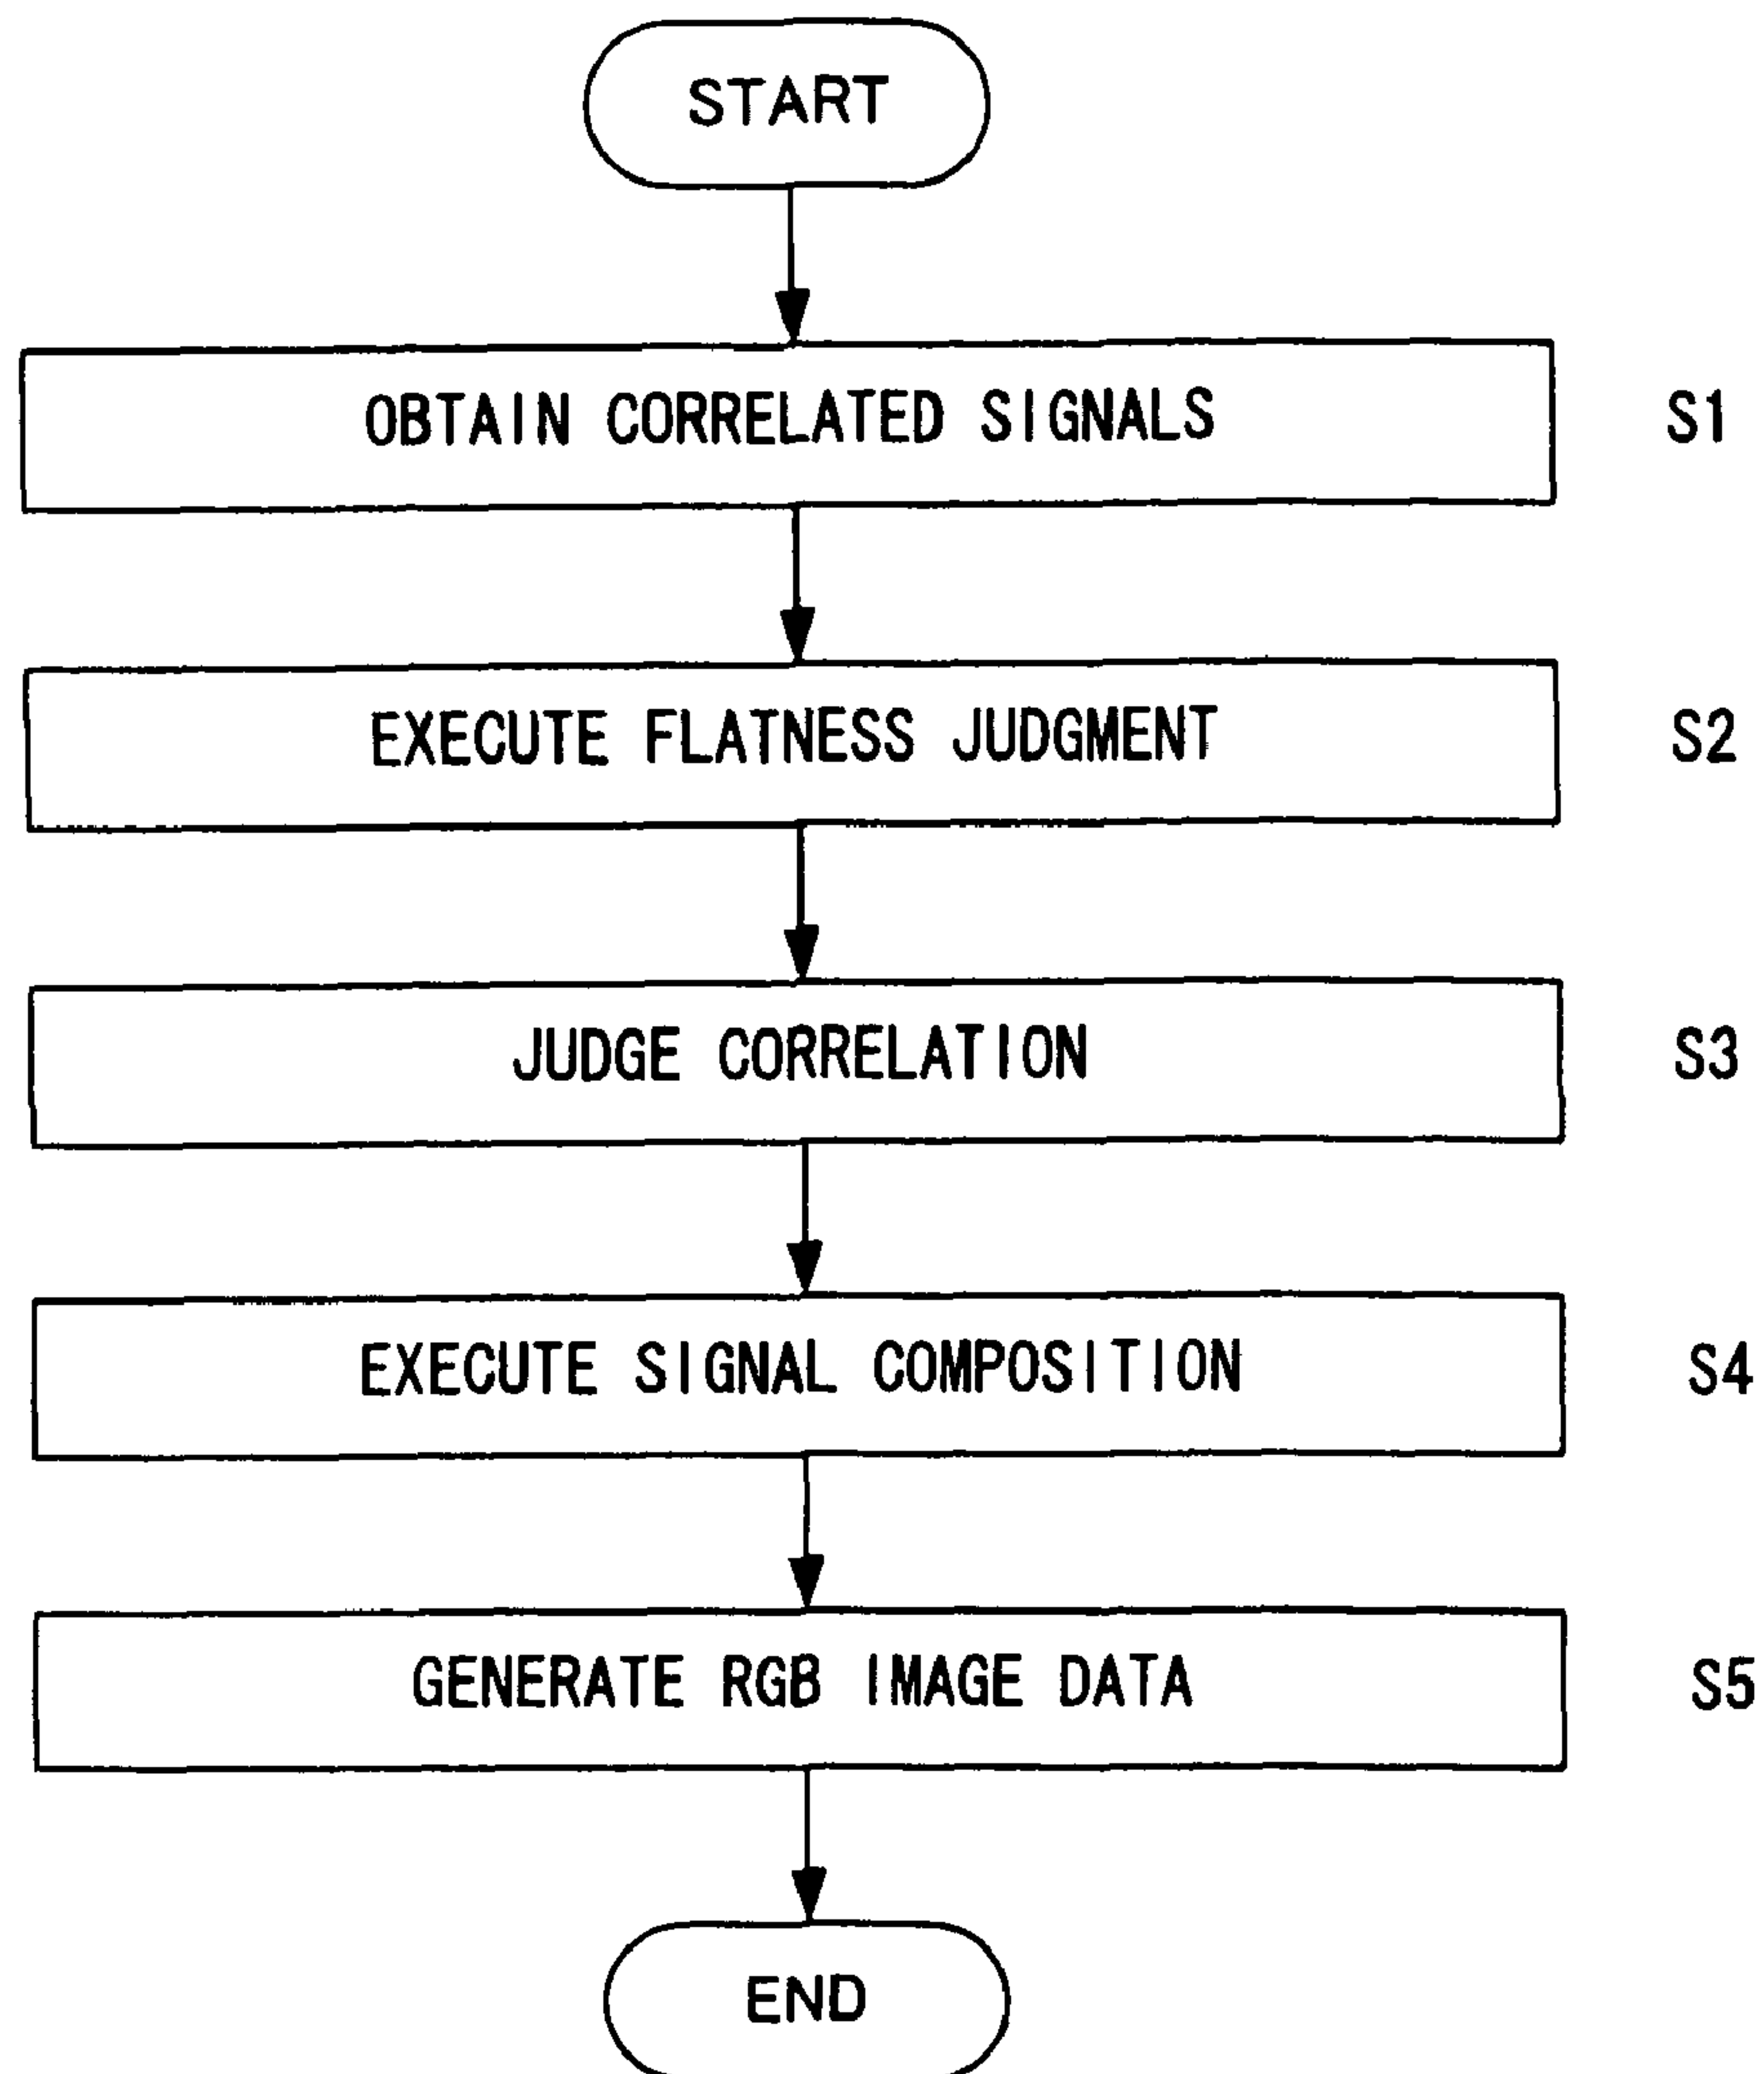 START
OBTAIN CORRELATED SIGNALS S1
EXECUTE FLATNESS JUDGMENT S2
JUDGE CORRELATION S3
EXECUTE SIGNAL COMPOSITION S4
GENERATE RGB IMAGE DATA S5
END